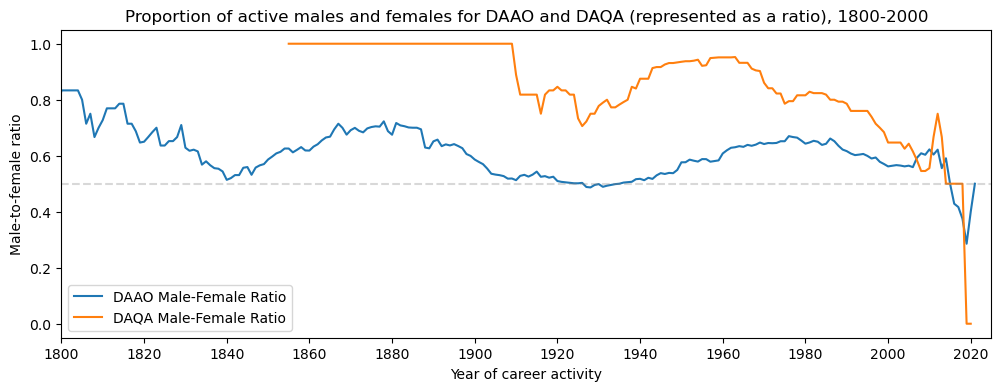 Proportion of active males and females for DAAO and DAQA (represented as a ratio), 1800-2000
Male-to-female ratio
1.0
0.8
0.6
0.4
0.2
0.0
DAAO Male-Female Ratio
DAQA Male-Female Ratio
1800 1820 1840 1860 1880 1900 1920 1940 1960 1980 2000 2020
Year of career activity